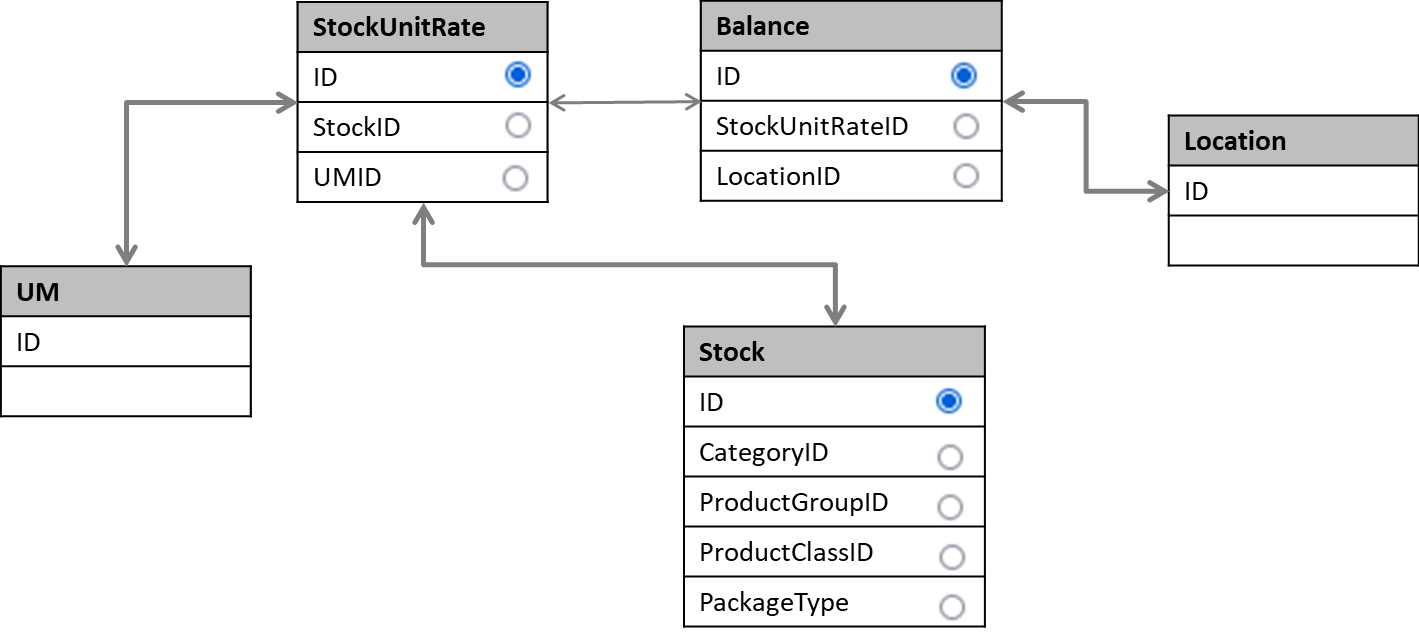 StockUnitRate
ID
StockID
UMID
Balance
ID
StockUnitRateID
LocationID
Location
ID
UM
ID
Stock
ID
CategoryID
ProductGroupID
ProductClassID
PackageType